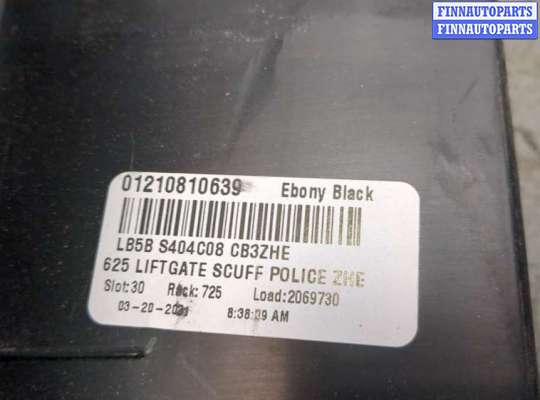 FINNAUTOPARTS
FINNAUTOPARTS
01210810639 Ebony Black
LB5B S404C08 CB3ZHE
625 LIFTGATE SCUFF POLICE ZHE
Slot:30 Rack:725 Load:2069730
03-20-2021 8:38:39 AM